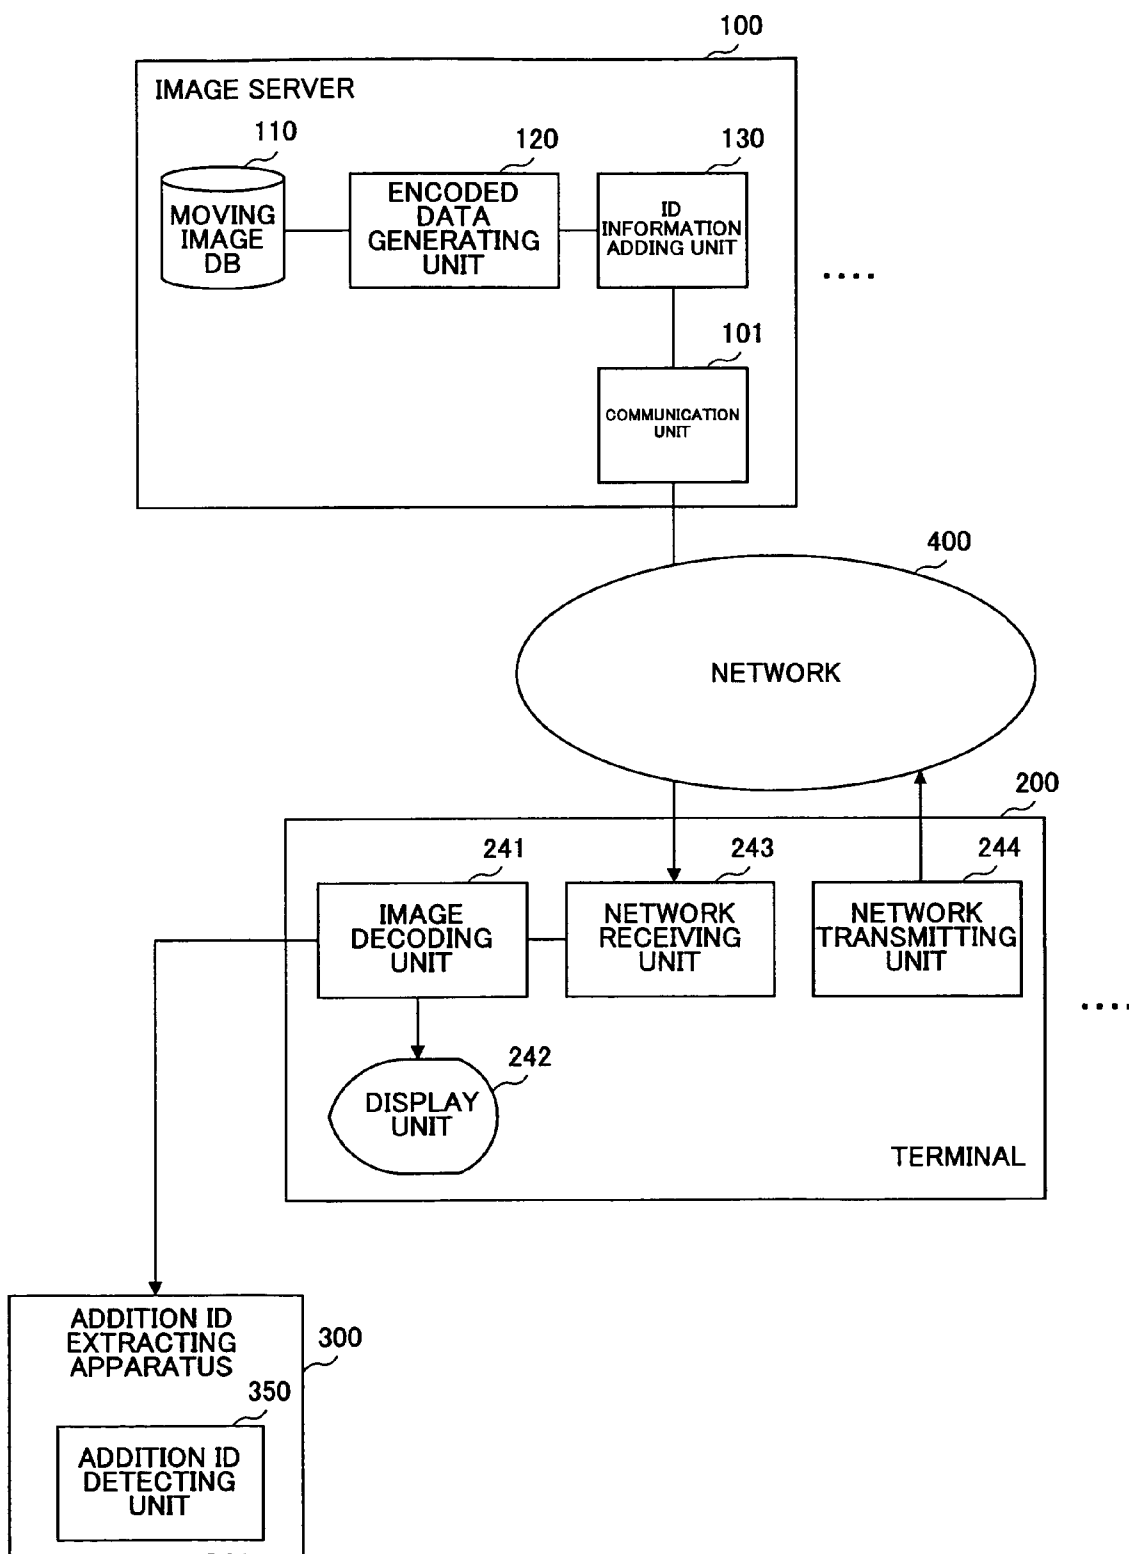 100
IMAGE SERVER
110
120
130
MOVING
IMAGE
DB
ENCODED
DATA
GENERATING
UNIT
ID
INFORMATION
ADDING UNIT
....
101
COMMUNICATION
UNIT
400
NETWORK
200
241
243
244
IMAGE
DECODING
UNIT
NETWORK
RECEIVING
UNIT
NETWORK
TRANSMITTING
UNIT
....
242
DISPLAY
UNIT
TERMINAL
ADDITION ID
EXTRACTING
APPARATUS
300
350
ADDITION ID
DETECTING
UNIT